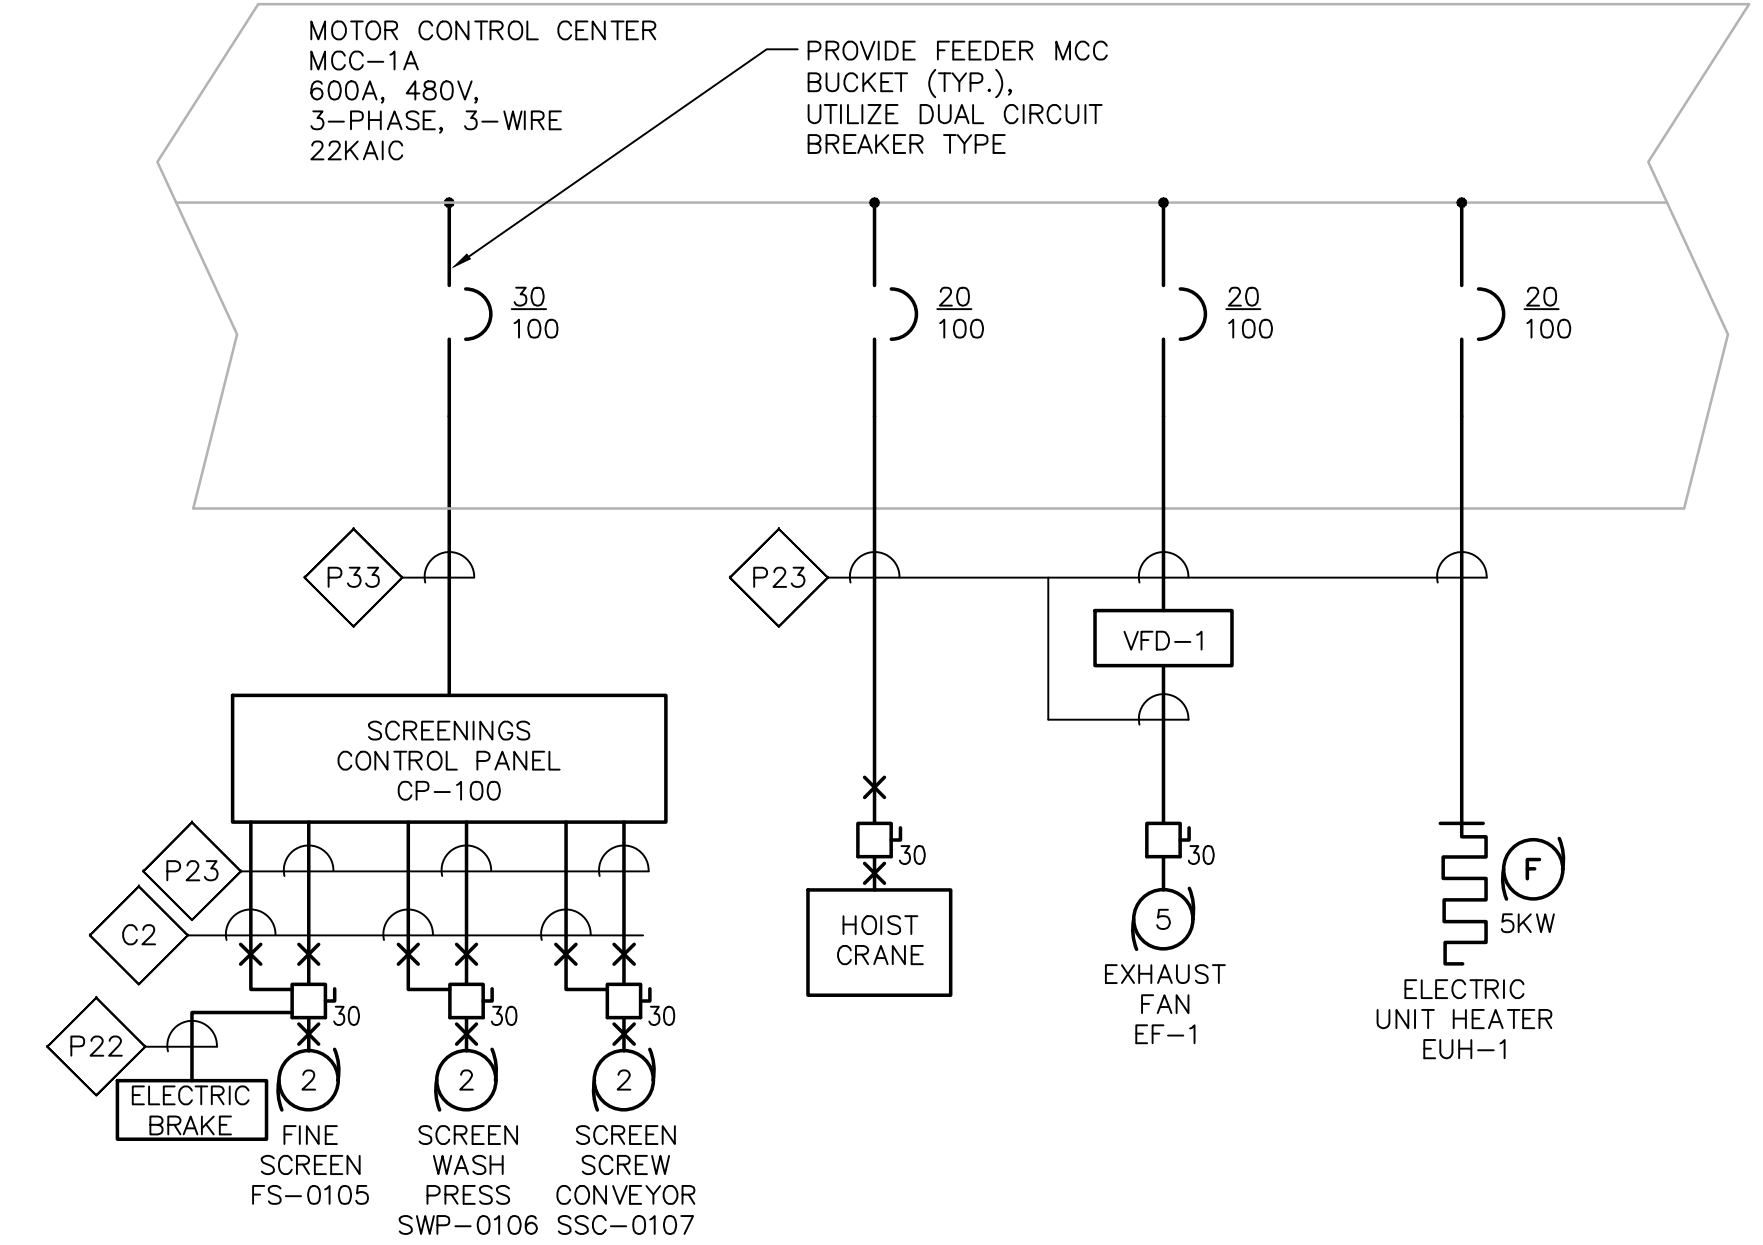 MOTOR CONTROL CENTER
MCC-1A
600A, 480V,
3-PHASE, 3-WIRE
22KAIC
PROVIDE FEEDER MCC
BUCKET (TYP.),
UTILIZE DUAL CIRCUIT
BREAKER TYPE
30
100
20
100
20
100
20
100
P33
P23
VFD-1
SCREENINGS
CONTROL PANEL
CP-100
P23
C2
P22
30
30
30
ELECTRIC
BRAKE
2
FINE
SCREEN
FS-0105
2
SCREEN
WASH
PRESS
SWP-0106
2
SCREEN
SCREW
CONVEYOR
SSC-0107
30
HOIST
CRANE
30
5
EXHAUST
FAN
EF-1
F
5KW
ELECTRIC
UNIT HEATER
EUH-1